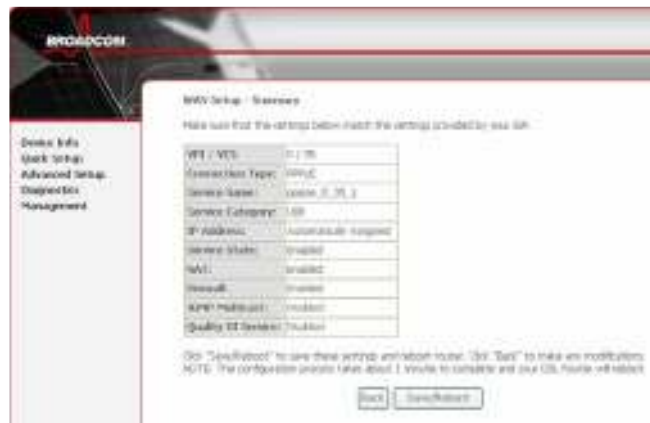 BROADCOM
WAN Setup - Summary
Make sure that the settings below match the settings provided by your ISP.
Device Info
Quick Setup
Advanced Setup
Diagnostics
Management
VPI / VCI: 0 / 35
Connection Type: PPPoE
Service Name: pppoe_0_35_1
Service Category: UBR
IP Address: Automatically Assigned
Service State: Enabled
NAT: Enabled
Firewall: Enabled
IGMP Multicast:
Quality Of Service:
Click "Save/Reboot" to save these settings and reboot router. Click "Back" to make any modifications.
NOTE: The configuration process takes about 1 minute to complete and your DSL Router will reboot.
Back Save/Reboot